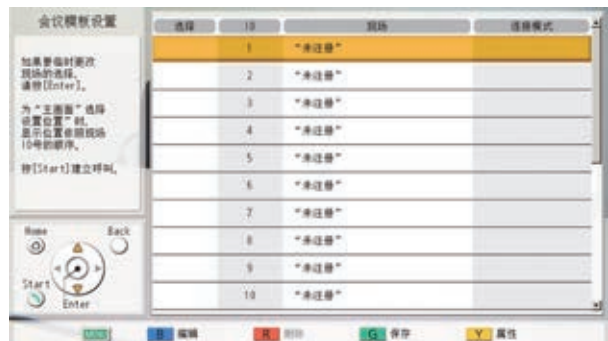 会议模板设置
选择 ID 现场 连接模式
如果要临时更改
现场的选择,
请按[Enter]。
为“主画面”选择
设置位置”时,
显示位置依照现场
ID号的顺序。
按[Start]建立呼叫。
1 “未注册”
2 “未注册”
3 “未注册”
4 “未注册”
5 “未注册”
6 “未注册”
7 “未注册”
8 “未注册”
9 “未注册”
10 “未注册”
Home Back
Start
Enter
MENU B 编辑 R 删除 G 保存 Y 属性